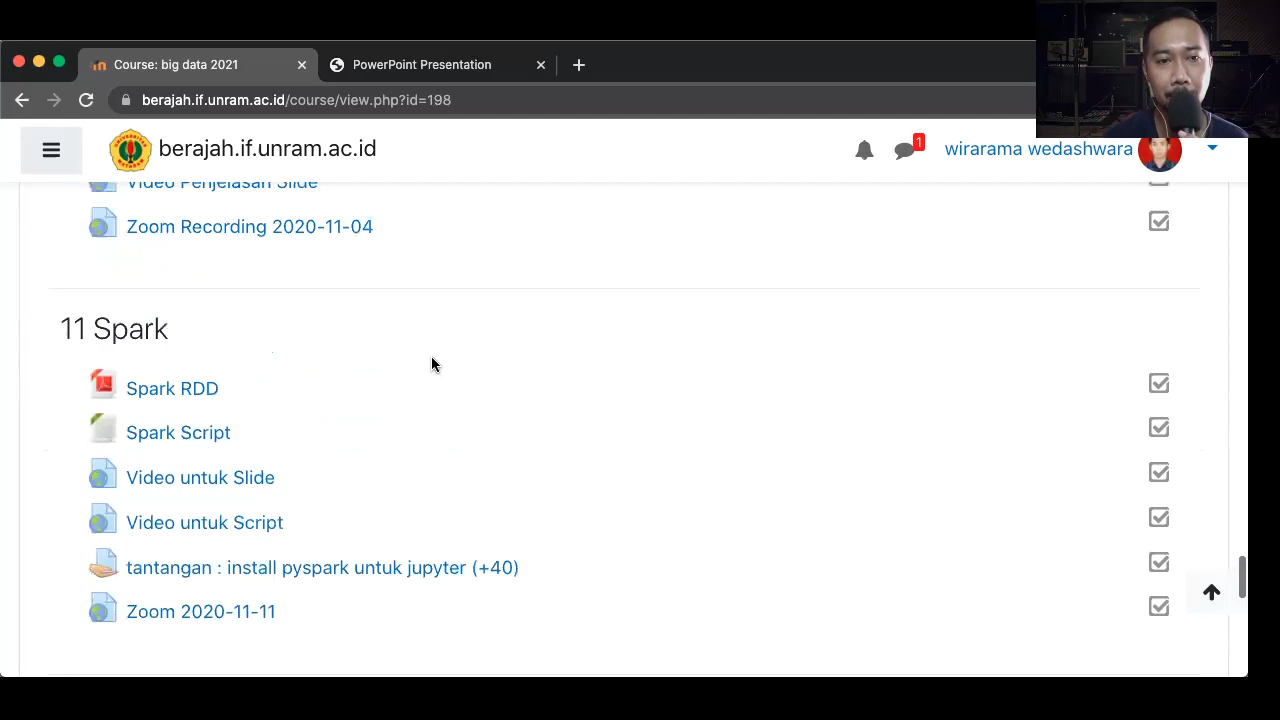 Course: big data 2021
PowerPoint Presentation
berajah.if.unram.ac.id/course/view.php?id=198
berajah.if.unram.ac.id
1
wirarama wedashwara
Video Penjelasan Slide
Zoom Recording 2020-11-04
11 Spark
Spark RDD
Spark Script
Video untuk Slide
Video untuk Script
tantangan : install pyspark untuk jupyter (+40)
Zoom 2020-11-11